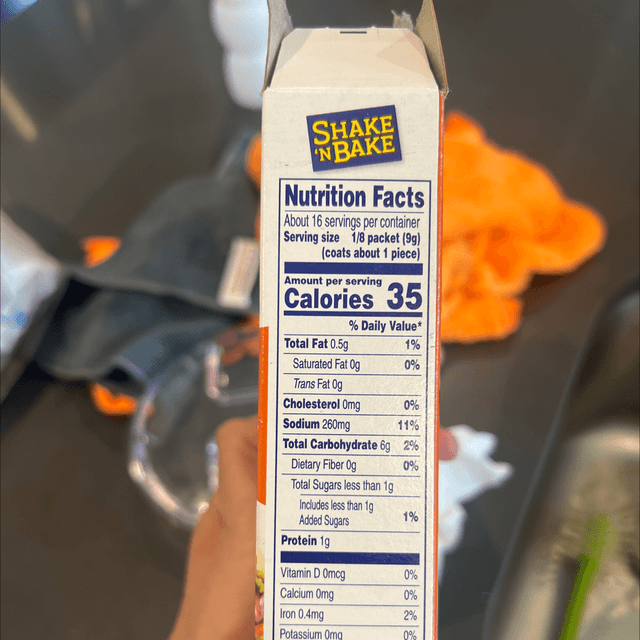 SHAKE
'N BAKE
Nutrition Facts
About 16 servings per container
Serving size 1/8 packet (9g)
(coats about 1 piece)
Amount per serving
Calories 35
% Daily Value*
Total Fat 0.5g 1%
Saturated Fat 0g 0%
Trans Fat 0g
Cholesterol 0mg 0%
Sodium 260mg 11%
Total Carbohydrate 6g 2%
Dietary Fiber 0g 0%
Total Sugars less than 1g
Includes less than 1g
Added Sugars 1%
Protein 1g
Vitamin D 0mcg 0%
Calcium 0mg 0%
Iron 0.4mg 2%
Potassium 0mg 0%